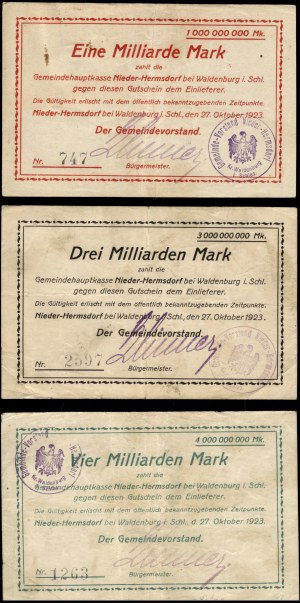 1 000 000 000 Mk.
Eine Milliarde Mark
zahlt die
Gemeindehauptkasse Nieder-Hermsdorf bei Waldenburg i. Schl.
gegen diesen Gutschein dem Einlieferer.
Die Gültigkeit erlischt mit dem öffentlich bekanntzugebenden Zeitpunkte.
Nieder-Hermsdorf bei Waldenburg i. Schl., den 27. Oktober 1923.
Der Gemeindevorstand.
Nr. 747
Bürgermeister.
Gemeinde-Vorstand Nieder-Hermsdorf
Kr. Waldenburg
3 000 000 000 Mk.
Drei Milliarden Mark
zahlt die
Gemeindehauptkasse Nieder-Hermsdorf bei Waldenburg i. Schl.
gegen diesen Gutschein dem Einlieferer.
Die Gültigkeit erlischt mit dem öffentlich bekanntzugebenden Zeitpunkte.
Nieder-Hermsdorf bei Waldenburg i. Schl., den 27. Oktober 1923.
Der Gemeindevorstand.
Nr. 2597
Bürgermeister.
4 000 000 000 Mk.
Vier Milliarden Mark
zahlt die
Gemeindehauptkasse Nieder-Hermsdorf bei Waldenburg i. Schl.
gegen diesen Gutschein dem Einlieferer.
Die Gültigkeit erlischt mit dem öffentlich bekanntzugebenden Zeitpunkte.
Nieder-Hermsdorf bei Waldenburg i. Schl., d. 27. Oktober 1923.
Der Gemeindevorstand.
Nr. 1263
Bürgermeister.